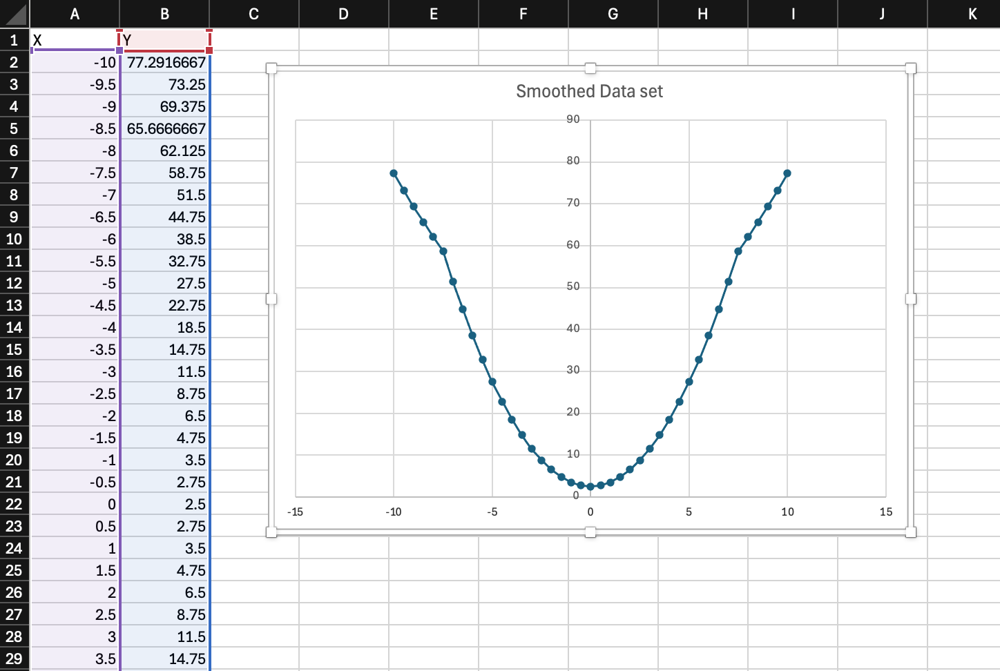 A B C D E F G H I J K
1 X Y
2 -10 77.2916667
3 -9.5 73.25
4 -9 69.375
5 -8.5 65.6666667
6 -8 62.125
7 -7.5 58.75
8 -7 51.5
9 -6.5 44.75
10 -6 38.5
11 -5.5 32.75
12 -5 27.5
13 -4.5 22.75
14 -4 18.5
15 -3.5 14.75
16 -3 11.5
17 -2.5 8.75
18 -2 6.5
19 -1.5 4.75
20 -1 3.5
21 -0.5 2.75
22 0 2.5
23 0.5 2.75
24 1 3.5
25 1.5 4.75
26 2 6.5
27 2.5 8.75
28 3 11.5
29 3.5 14.75
Smoothed Data set
90
80
70
60
50
40
30
20
10
0
-15 -10 -5 0 5 10 15